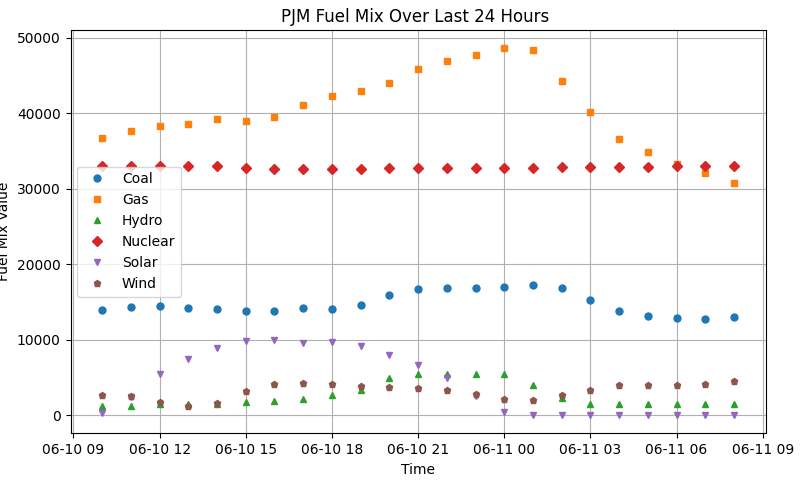 PJM Fuel Mix Over Last 24 Hours
50000
40000
30000
20000
10000
0
Fuel Mix Value
Coal
Gas
Hydro
Nuclear
Solar
Wind
06-10 09 06-10 12 06-10 15 06-10 18 06-10 21 06-11 00 06-11 03 06-11 06 06-11 09
Time